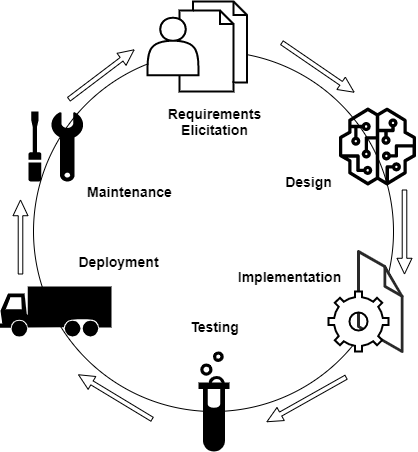 Requirements
Elicitation
Design
Maintenance
Deployment
Implementation
Testing